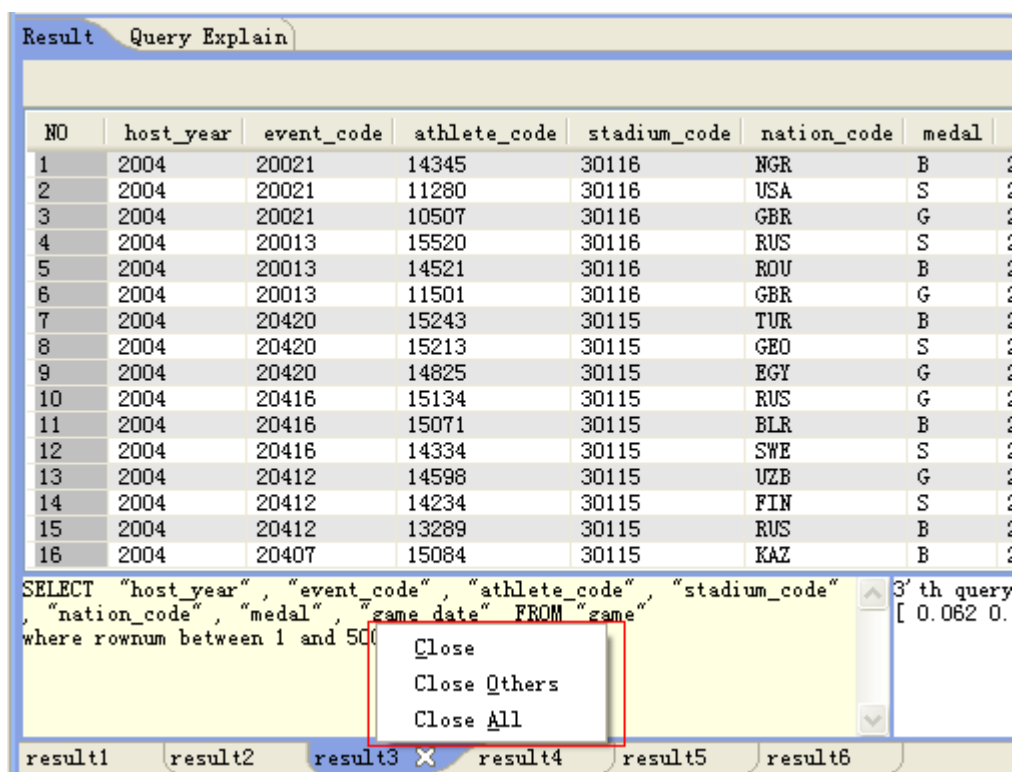 Result Query Explain
NO host_year event_code athlete_code stadium_code nation_code medal
1 2004 20021 14345 30116 NGR B
2 2004 20021 11280 30116 USA S
3 2004 20021 10507 30116 GBR G
4 2004 20013 15520 30116 RUS S
5 2004 20013 14521 30116 ROU B
6 2004 20013 11501 30116 GBR G
7 2004 20420 15243 30115 TUR B
8 2004 20420 15213 30115 GEO S
9 2004 20420 14825 30115 EGY G
10 2004 20416 15134 30115 RUS G
11 2004 20416 15071 30115 BLR B
12 2004 20416 14334 30115 SWE S
13 2004 20412 14598 30115 UZB G
14 2004 20412 14234 30115 FIN S
15 2004 20412 13289 30115 RUS B
16 2004 20407 15084 30115 KAZ B
SELECT "host_year" , "event_code" , "athlete_code" , "stadium_code"
, "nation_code" , "medal" , "game_date" FROM "game"
where rownum between 1 and 500
3' th query
[ 0.062 0.
Close
Close Others
Close All
result1 result2 result3 result4 result5 result6